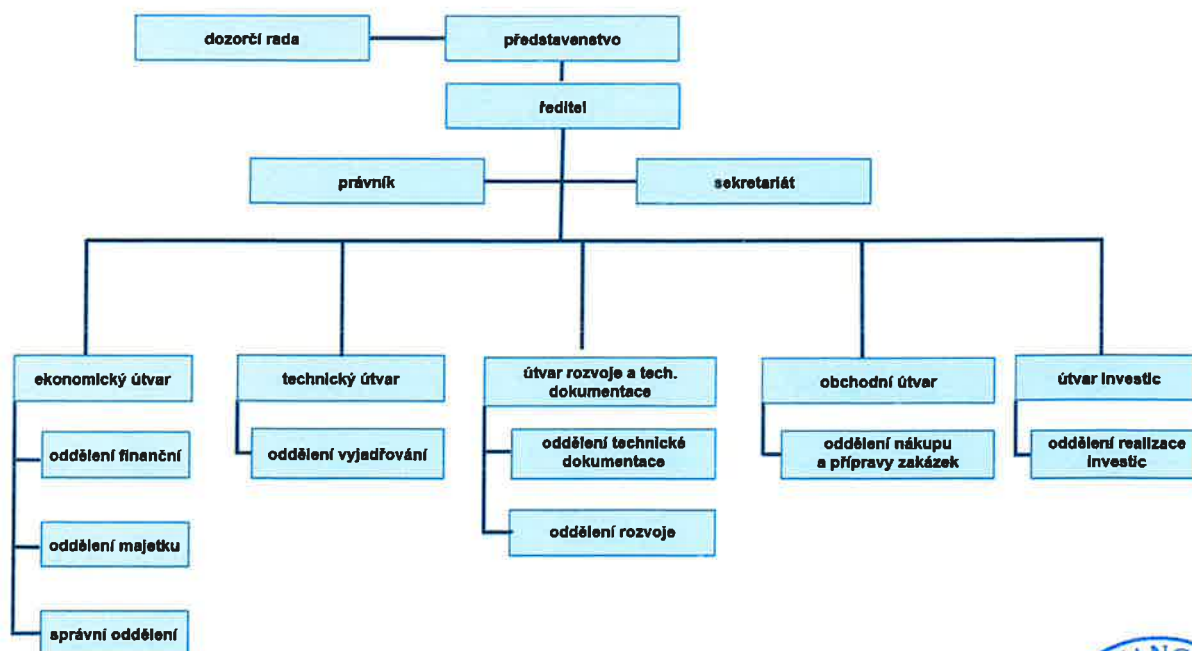 dozorčí rada
představenstvo
ředitel
právník
sekretariát
ekonomický útvar
technický útvar
útvar rozvoje a tech.
dokumentace
obchodní útvar
útvar investic
oddělení finanční
oddělení vyjadřování
oddělení technické
dokumentace
oddělení nákupu
a přípravy zakázek
oddělení realizace
investic
oddělení majetku
oddělení rozvoje
správní oddělení